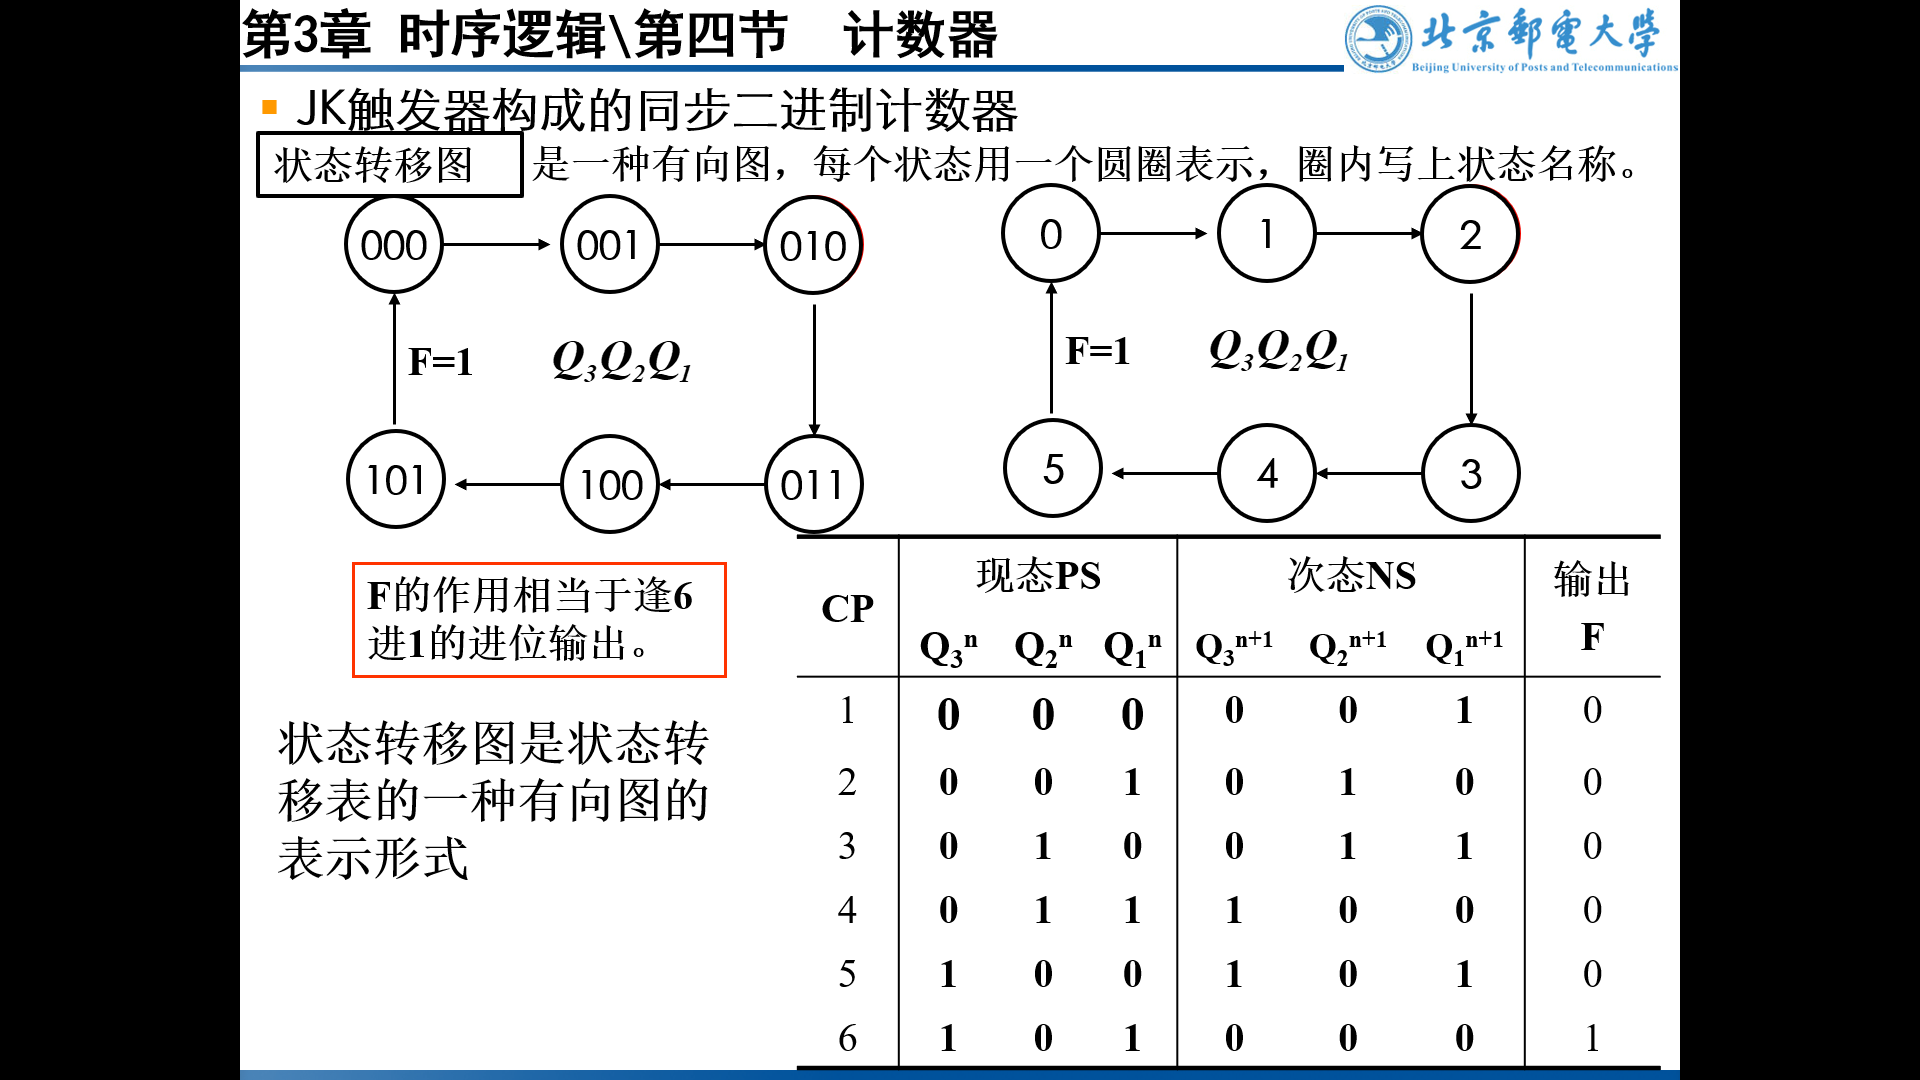 第3章 时序逻辑\第四节 计数器
北京郵電大學
Beijing University of Posts and Telecommunications
JK触发器构成的同步二进制计数器
状态转移图 是一种有向图，每个状态用一个圆圈表示，圈内写上状态名称。
000 001 010
F=1 Q3Q2Q1
101 100 011
0 1 2
F=1 Q3Q2Q1
5 4 3
F的作用相当于逢6
进1的进位输出。
状态转移图是状态转
移表的一种有向图的
表示形式
CP 现态PS 次态NS 输出
Q3^n Q2^n Q1^n Q3^n+1 Q2^n+1 Q1^n+1 F
1 0 0 0 0 0 1 0
2 0 0 1 0 1 0 0
3 0 1 0 0 1 1 0
4 0 1 1 1 0 0 0
5 1 0 0 1 0 1 0
6 1 0 1 0 0 0 1